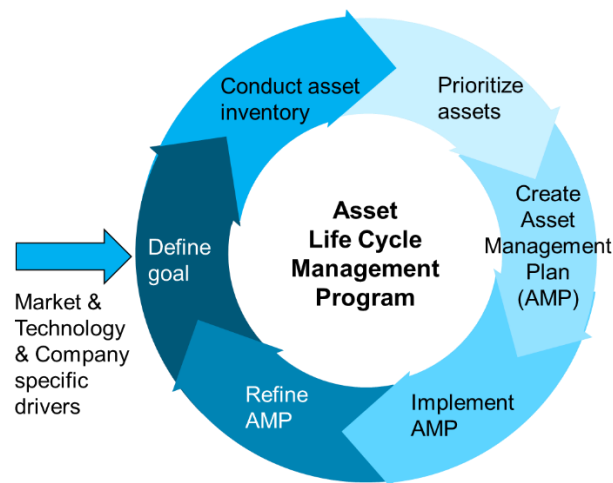 Conduct asset
inventory
Prioritize
assets
Create
Asset
Management
Plan
(AMP)
Implement
AMP
Refine
AMP
Define
goal
Market &
Technology
& Company
specific
drivers
Asset
Life Cycle
Management
Program